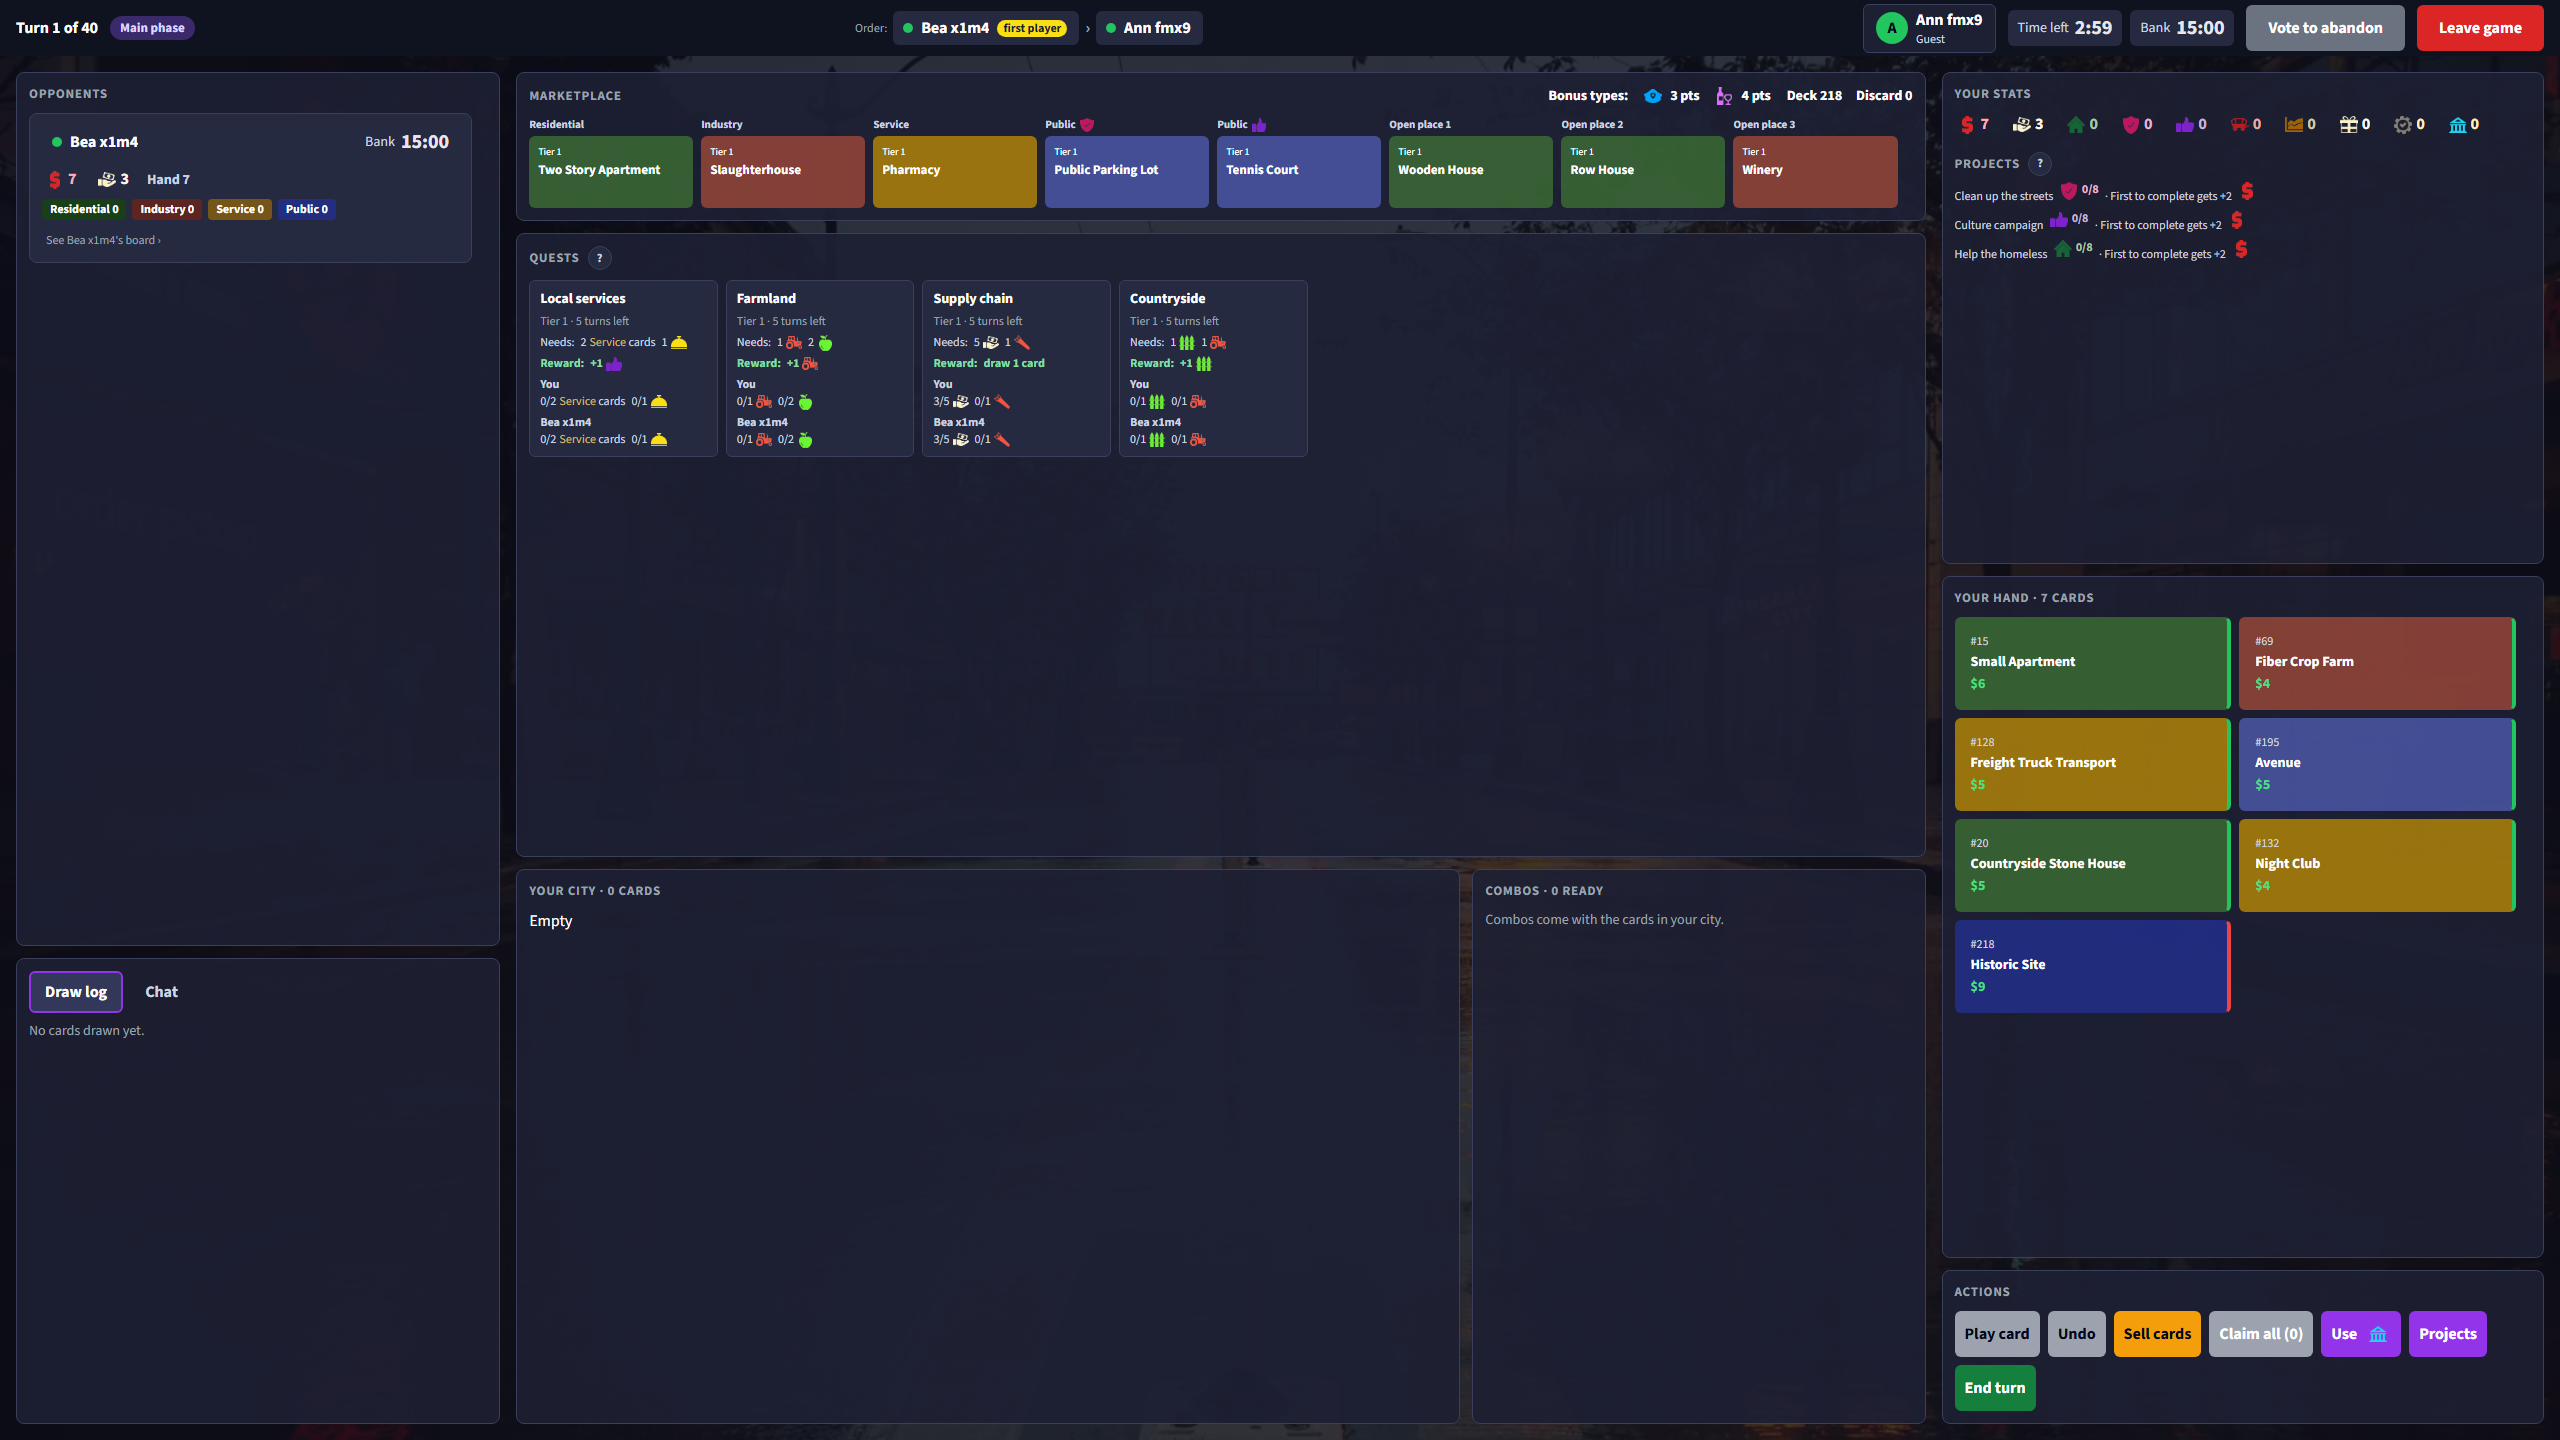 Turn 1 of 40 Main phase
Order: Bea x1m4 first player › Ann fmx9
A Ann fmx9
Guest
Time left 2:59
Bank 15:00
Vote to abandon
Leave game
OPPONENTS
Bea x1m4 Bank 15:00
7 3 Hand 7
Residential 0 Industry 0 Service 0 Public 0
See Bea x1m4's board ›
Draw log Chat
No cards drawn yet.
MARKETPLACE
Bonus types: 3 pts 4 pts Deck 218 Discard 0
Residential Industry Service Public Public Open place 1 Open place 2 Open place 3
Tier 1 Tier 1 Tier 1 Tier 1 Tier 1 Tier 1 Tier 1 Tier 1
Two Story Apartment Slaughterhouse Pharmacy Public Parking Lot Tennis Court Wooden House Row House Winery
QUESTS ?
Local services
Tier 1 · 5 turns left
Needs: 2 Service cards 1
Reward: +1
You
0/2 Service cards 0/1
Bea x1m4
0/2 Service cards 0/1
Farmland
Tier 1 · 5 turns left
Needs: 1 2
Reward: +1
You
0/1 0/2
Bea x1m4
0/1 0/2
Supply chain
Tier 1 · 5 turns left
Needs: 5 1
Reward: draw 1 card
You
3/5 0/1
Bea x1m4
3/5 0/1
Countryside
Tier 1 · 5 turns left
Needs: 1 1
Reward: +1
You
0/1 0/1
Bea x1m4
0/1 0/1
YOUR CITY · 0 CARDS
Empty
COMBOS · 0 READY
Combos come with the cards in your city.
YOUR STATS
7 3 0 0 0 0 0 0 0 0
PROJECTS ?
Clean up the streets 0/8 · First to complete gets +2
Culture campaign 0/8 · First to complete gets +2
Help the homeless 0/8 · First to complete gets +2
YOUR HAND · 7 CARDS
#15
Small Apartment
$6
#69
Fiber Crop Farm
$4
#128
Freight Truck Transport
$5
#195
Avenue
$5
#20
Countryside Stone House
$5
#132
Night Club
$4
#218
Historic Site
$9
ACTIONS
Play card Undo Sell cards Claim all (0) Use Projects
End turn